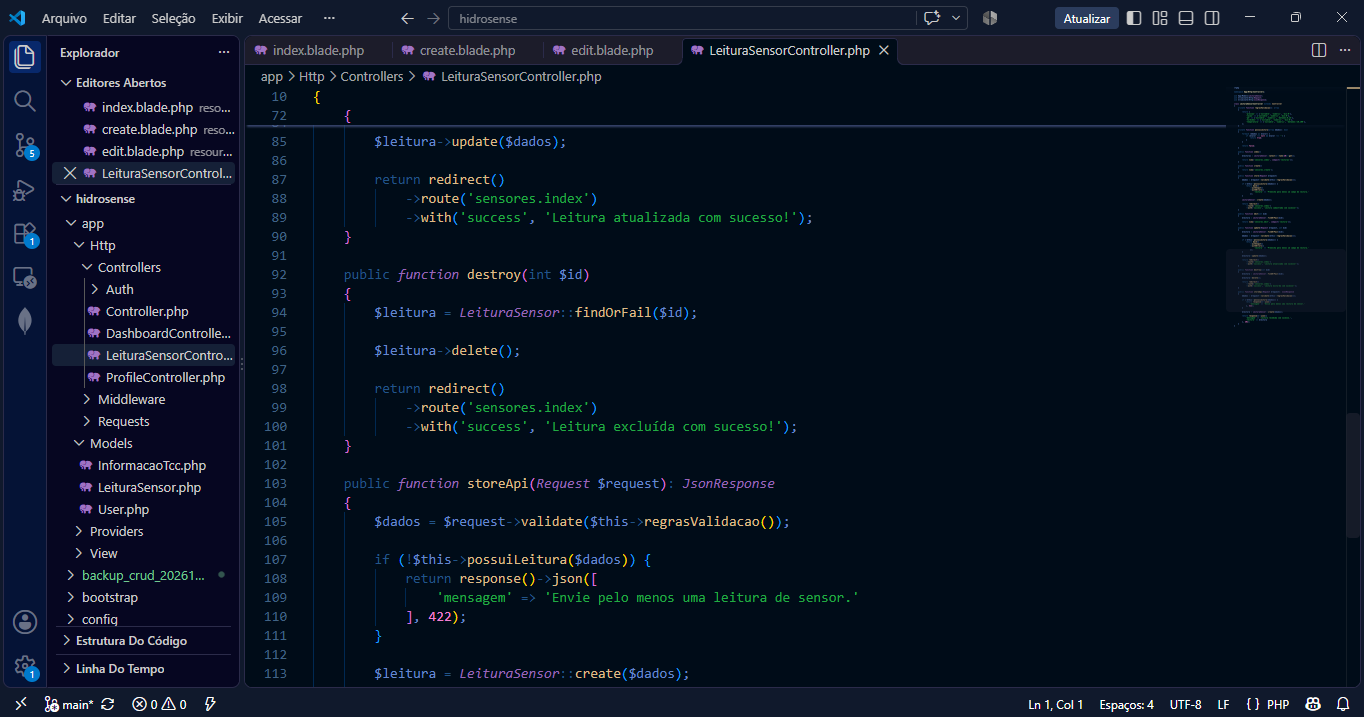 Arquivo Editar Seleção Exibir Acessar ··· hidrosense Atualizar
Explorador ···
Editores Abertos
index.blade.php reso...
create.blade.php reso...
edit.blade.php resour...
LeituraSensorControl...
hidrosense
app
Http
Controllers
Auth
Controller.php
DashboardControlle...
LeituraSensorContro...
ProfileController.php
Middleware
Requests
Models
InformacaoTcc.php
LeituraSensor.php
User.php
Providers
View
backup_crud_20261...
bootstrap
config
Estrutura Do Código
Linha Do Tempo
5
1
1
index.blade.php create.blade.php edit.blade.php LeituraSensorController.php
app > Http > Controllers > LeituraSensorController.php
10 {
72 {
85 $leitura->update($dados);
86
87 return redirect()
88 ->route('sensores.index')
89 ->with('success', 'Leitura atualizada com sucesso!');
90 }
91
92 public function destroy(int $id)
93 {
94 $leitura = LeituraSensor::findOrFail($id);
95
96 $leitura->delete();
97
98 return redirect()
99 ->route('sensores.index')
100 ->with('success', 'Leitura excluída com sucesso!');
101 }
102
103 public function storeApi(Request $request): JsonResponse
104 {
105 $dados = $request->validate($this->regrasValidacao());
106
107 if (!$this->possuiLeitura($dados)) {
108 return response()->json([
109 'mensagem' => 'Envie pelo menos uma leitura de sensor.'
110 ], 422);
111 }
112
113 $leitura = LeituraSensor::create($dados);
main* 0 0 Ln 1, Col 1 Espaços: 4 UTF-8 LF { } PHP